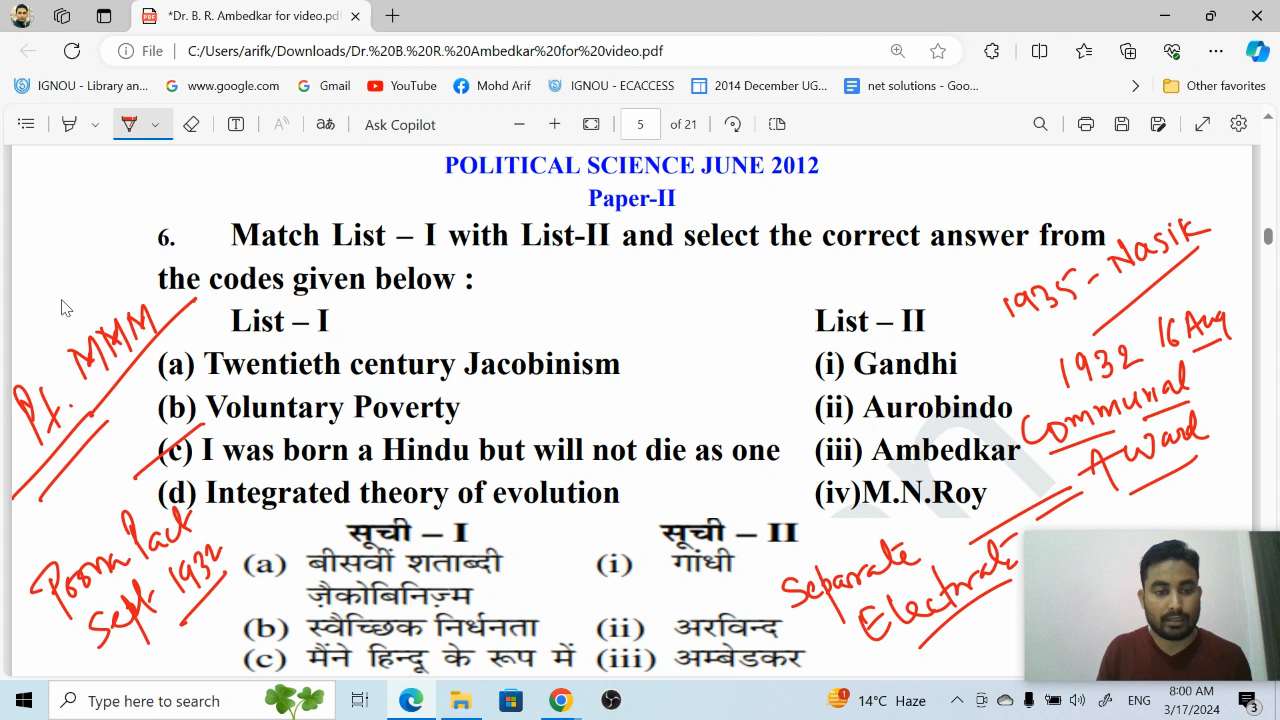 *Dr. B. R. Ambedkar for video.pdf
File C:/Users/arifk/Downloads/Dr.%20B.%20R.%20Ambedkar%20for%20video.pdf
IGNOU - Library an... www.google.com Gmail YouTube Mohd Arif IGNOU - ECACCESS 2014 December UG... net solutions - Goo... Other favorites
Ask Copilot 5 of 21
POLITICAL SCIENCE JUNE 2012
Paper-II
6. Match List – I with List-II and select the correct answer from
the codes given below :
List – I List – II
(a) Twentieth century Jacobinism (i) Gandhi
(b) Voluntary Poverty (ii) Aurobindo
(c) I was born a Hindu but will not die as one (iii) Ambedkar
(d) Integrated theory of evolution (iv)M.N.Roy
सूची – I सूची – II
(a) बीसवीं शताब्दी (i) गांधी
ज़ैकोबिनिज़्म
(b) स्वैच्छिक निर्धनता (ii) अरविन्द
(c) मैंने हिन्दू के रूप में (iii) अम्बेडकर
1935 - Nasik
1932 16 Aug
Communal
Award
Separate
Electorate
Pt. MMM
Poona Pact
Sept. 1932
Type here to search
14°C Haze
ENG
8:00 AM
3/17/2024
3